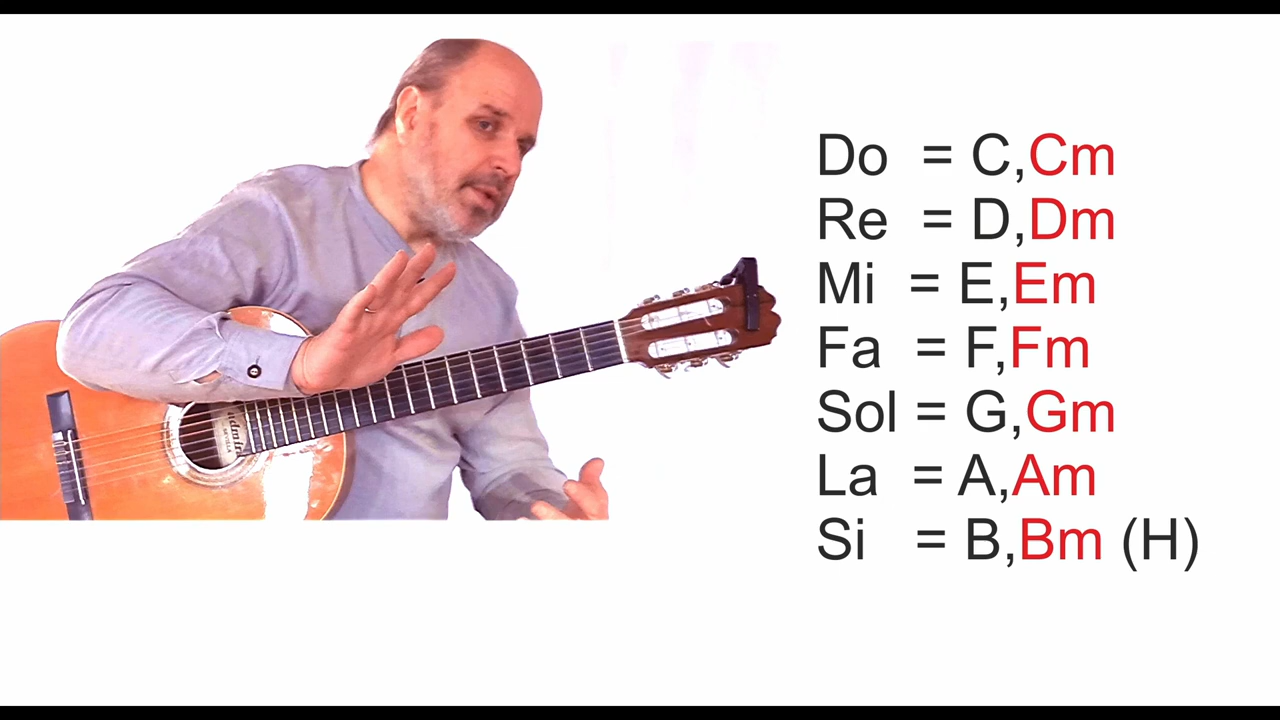 Do = C,Cm
Re = D,Dm
Mi = E,Em
Fa = F,Fm
Sol = G,Gm
La = A,Am
Si = B,Bm (H)